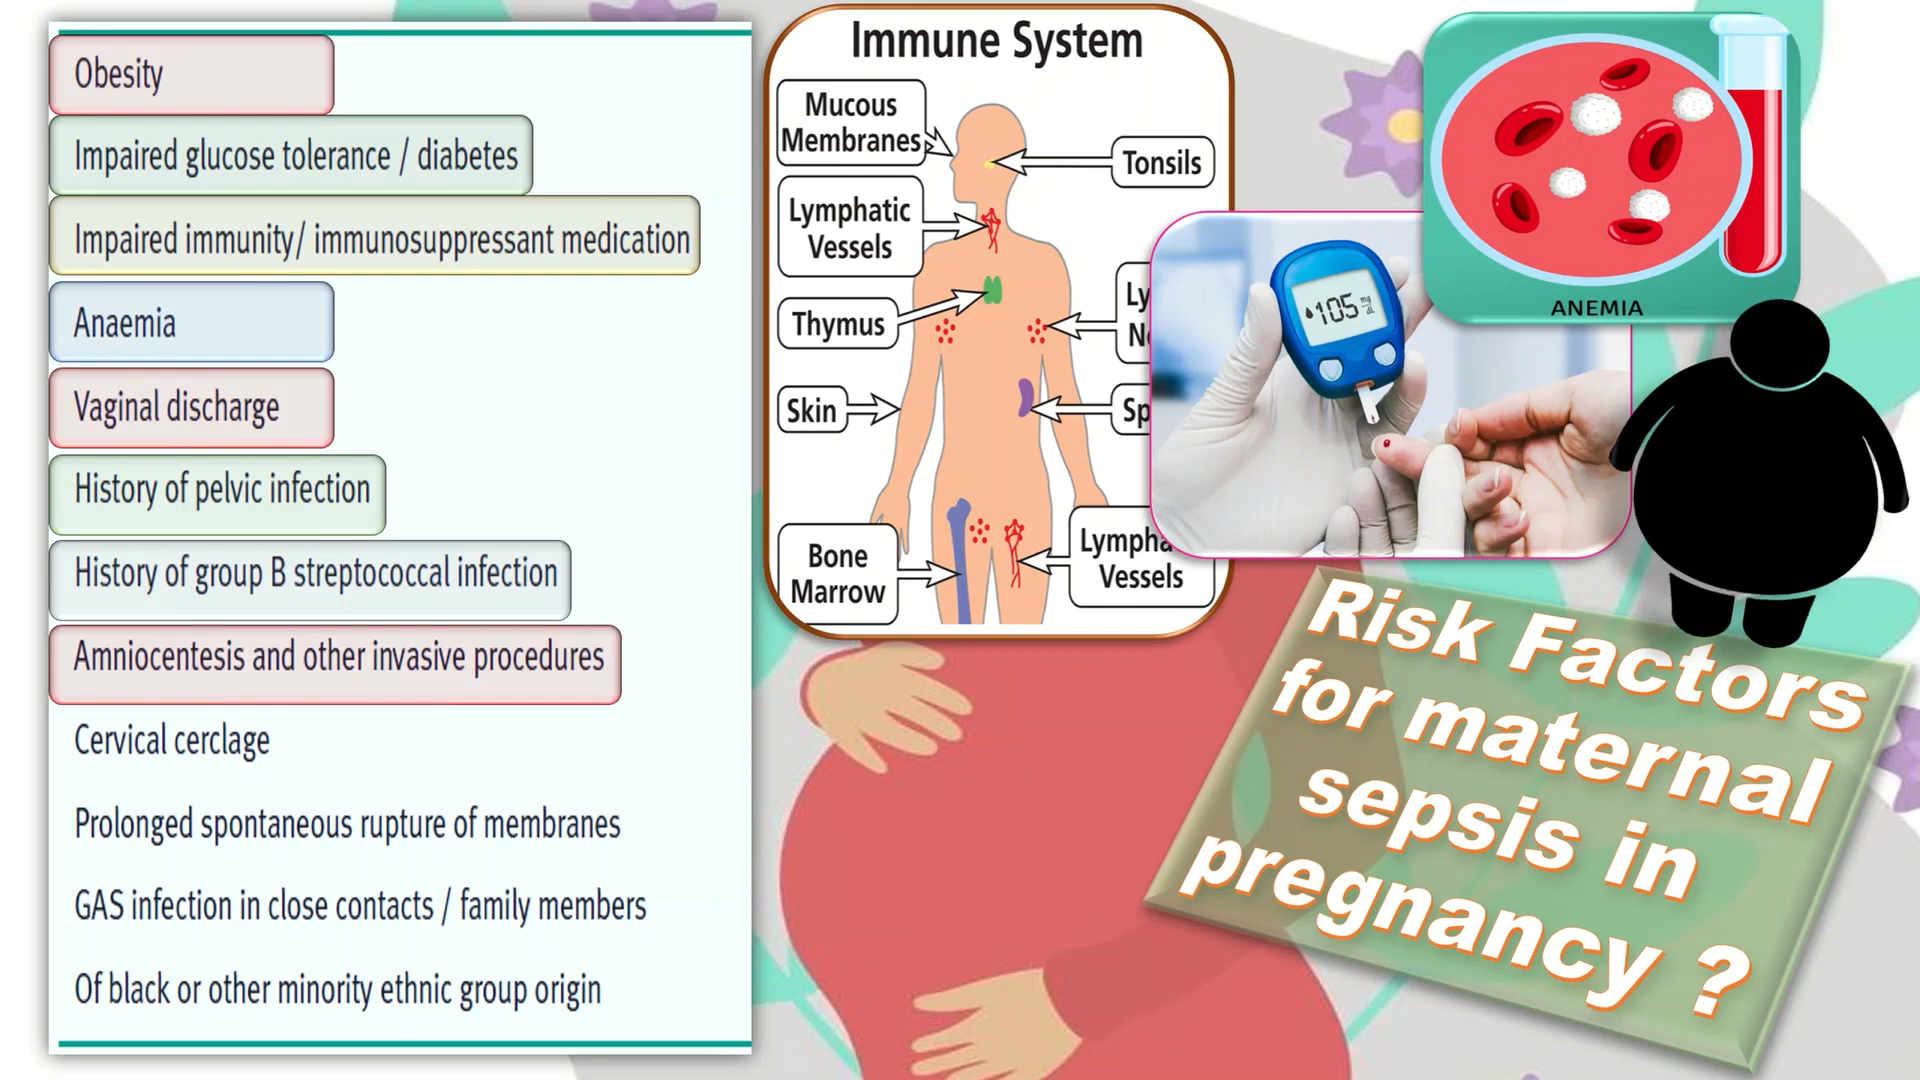 Obesity
Impaired glucose tolerance / diabetes
Impaired immunity/ immunosuppressant medication
Anaemia
Vaginal discharge
History of pelvic infection
History of group B streptococcal infection
Amniocentesis and other invasive procedures
Cervical cerclage
Prolonged spontaneous rupture of membranes
GAS infection in close contacts / family members
Of black or other minority ethnic group origin
Immune System
Mucous
Membranes
Tonsils
Lymphatic
Vessels
Thymus
Skin
Bone
Marrow
Vessels
105 mg/dL
ANEMIA
Risk Factors
for maternal
sepsis in
pregnancy ?